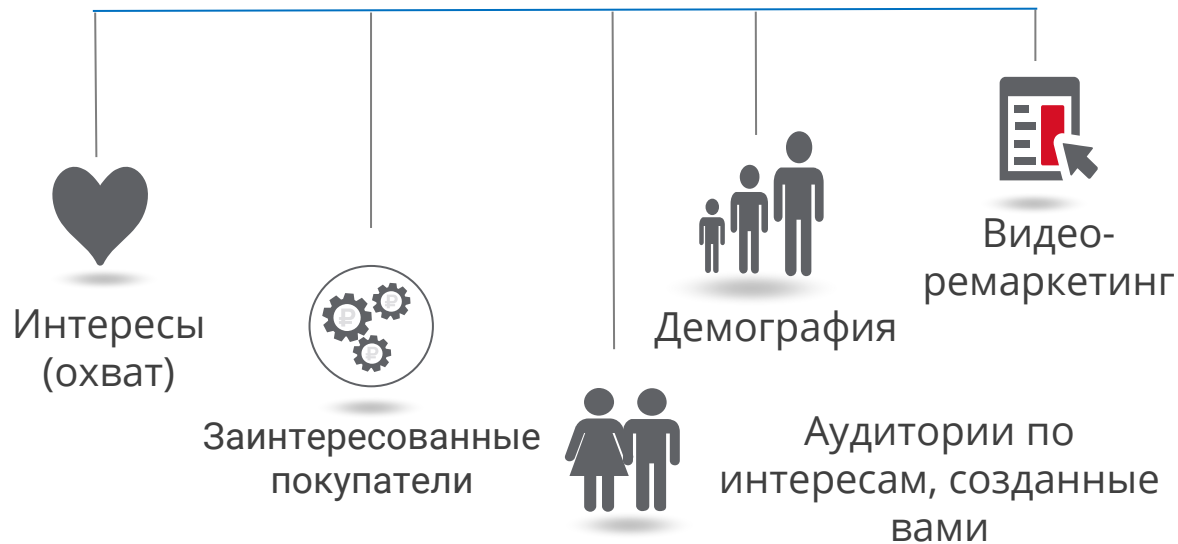 Интересы
(охват)
₽
₽
₽
Заинтересованные
покупатели
Аудитории по
интересам, созданные
вами
Демография
Видео-
ремаркетинг